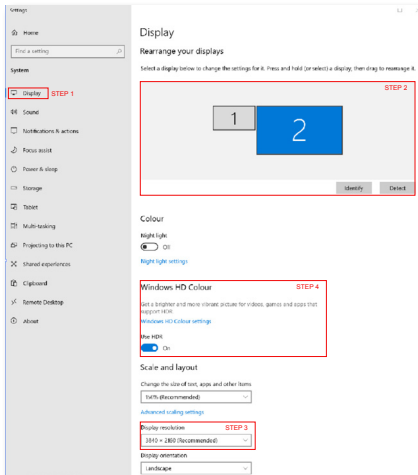 Settings
Home
Find a setting
System
Display STEP 1
Sound
Notifications & actions
Focus assist
Power & sleep
Storage
Tablet
Multi-tasking
Projecting to this PC
Shared experiences
Clipboard
Remote Desktop
About
Display
Rearrange your displays
Select a display below to change the settings for it. Press and hold (or select) a display, then drag to rearrange it.
STEP 2
1
2
Identify Detect
Colour
Night light
Off
Night light settings
Windows HD Colour STEP 4
Get a brighter and more vibrant picture for videos, games and apps that
support HDR
Windows HD Colour settings
Use HDR
On
Scale and layout
Change the size of text, apps and other items
150% (Recommended)
Advanced scaling settings
Display resolution STEP 3
3840 × 2160 (Recommended)
Display orientation
Landscape